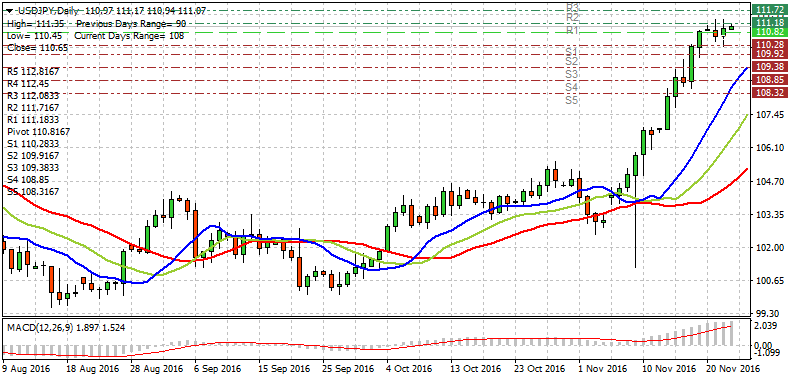 USDJPY,Daily 110.97 111.17 110.94 111.07
High= 111.35 Previous Days Range= 90
Low= 110.45 Current Days Range= 108
Close= 110.65
R5 112.8167
R4 112.45
R3 112.0833
R2 111.7167
R1 111.1833
Pivot 110.8167
S1 110.2833
S2 109.9167
S3 109.3833
S4 108.85
S5 108.3167
R3
R2
R1
S1
S2
S3
S4
S5
111.72
111.18
110.82
110.28
109.92
109.38
108.85
108.32
107.45
106.10
104.70
103.35
102.00
100.65
99.30
MACD(12,26,9) 1.897 1.524
2.039
0.00
-1.099
9 Aug 2016
18 Aug 2016
28 Aug 2016
6 Sep 2016
15 Sep 2016
25 Sep 2016
4 Oct 2016
13 Oct 2016
23 Oct 2016
1 Nov 2016
10 Nov 2016
20 Nov 2016